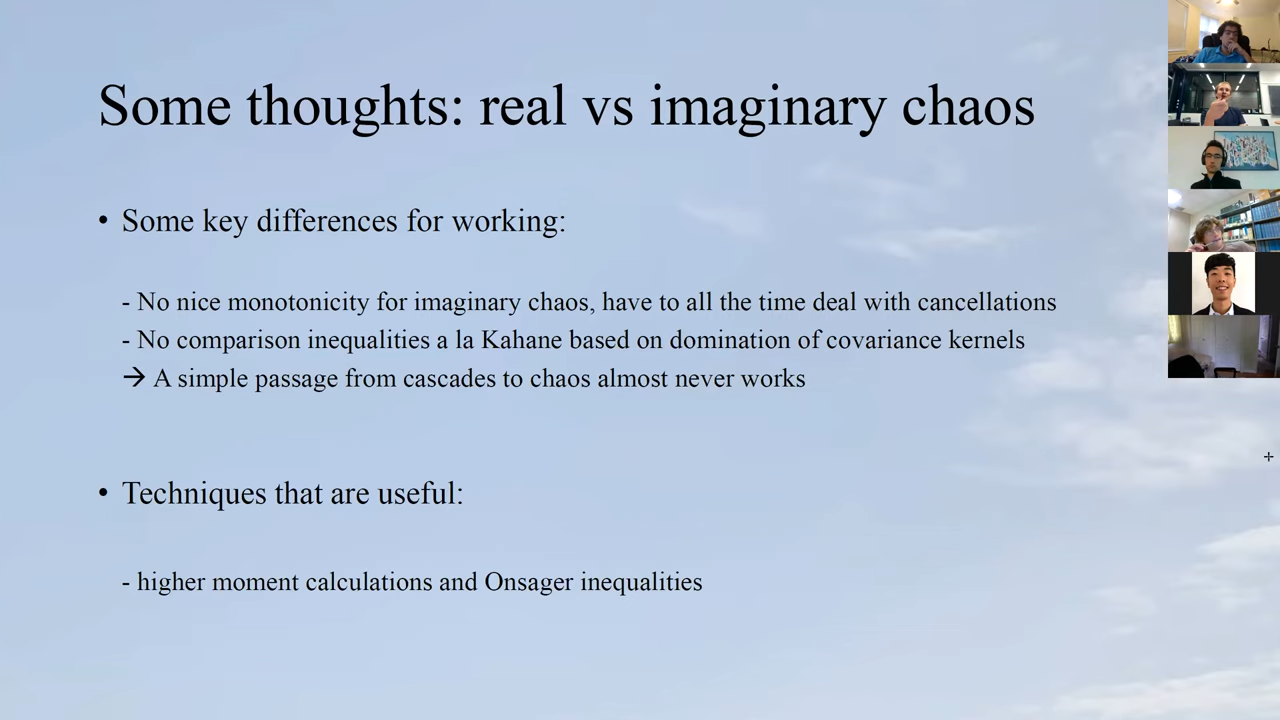 Some thoughts: real vs imaginary chaos
• Some key differences for working:
- No nice monotonicity for imaginary chaos, have to all the time deal with cancellations
- No comparison inequalities a la Kahane based on domination of covariance kernels
→ A simple passage from cascades to chaos almost never works
• Techniques that are useful:
- higher moment calculations and Onsager inequalities